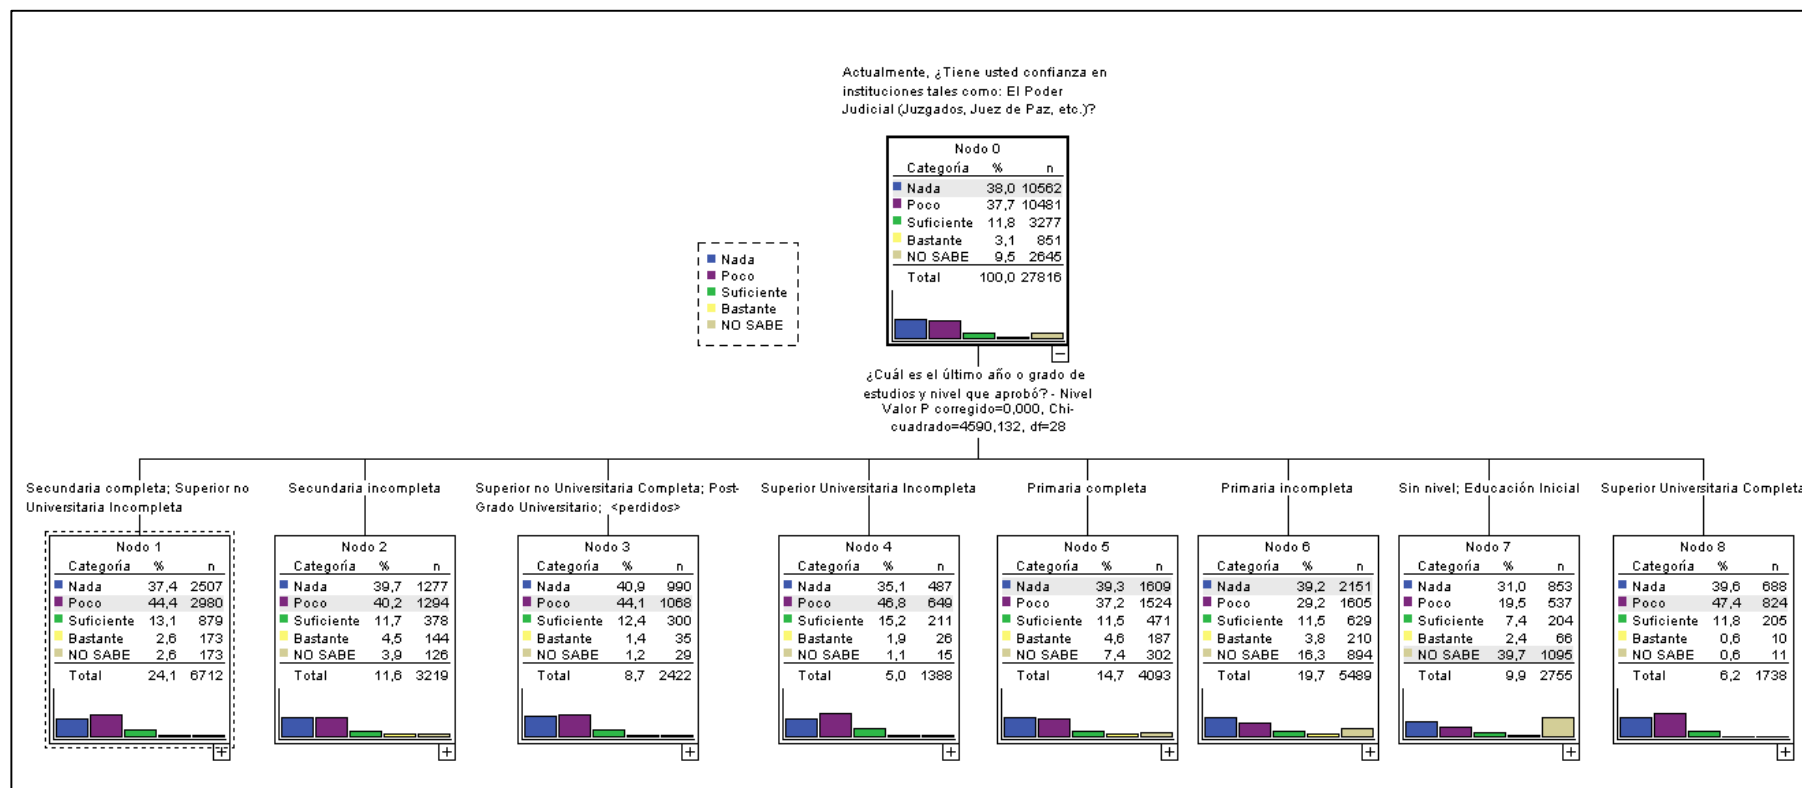 Actualmente, ¿Tiene usted confianza en
instituciones tales como: El Poder
Judicial (Juzgados, Juez de Paz, etc.)?
Nodo 0
Categoría % n
Nada 38,0 10562
Poco 37,7 10481
Suficiente 11,8 3277
Bastante 3,1 851
NO SABE 9,5 2645
Total 100,0 27816
Nada
Poco
Suficiente
Bastante
NO SABE
¿Cuál es el último año o grado de
estudios y nivel que aprobó? - Nivel
Valor P corregido=0,000, Chi-
cuadrado=4590,132, df=28
Secundaria completa; Superior no
Universitaria Incompleta
Nodo 1
Categoría % n
Nada 37,4 2507
Poco 44,4 2980
Suficiente 13,1 879
Bastante 2,6 173
NO SABE 2,6 173
Total 24,1 6712
Secundaria incompleta
Nodo 2
Categoría % n
Nada 39,7 1277
Poco 40,2 1294
Suficiente 11,7 378
Bastante 4,5 144
NO SABE 3,9 126
Total 11,6 3219
Superior no Universitaria Completa; Post-
Grado Universitario; <perdidos>
Nodo 3
Categoría % n
Nada 40,9 990
Poco 44,1 1068
Suficiente 12,4 300
Bastante 1,4 35
NO SABE 1,2 29
Total 8,7 2422
Superior Universitaria Incompleta
Nodo 4
Categoría % n
Nada 35,1 487
Poco 46,8 649
Suficiente 15,2 211
Bastante 1,9 26
NO SABE 1,1 15
Total 5,0 1388
Primaria completa
Nodo 5
Categoría % n
Nada 39,3 1609
Poco 37,2 1524
Suficiente 11,5 471
Bastante 4,6 187
NO SABE 7,4 302
Total 14,7 4093
Primaria incompleta
Nodo 6
Categoría % n
Nada 39,2 2151
Poco 29,2 1605
Suficiente 11,5 629
Bastante 3,8 210
NO SABE 16,3 894
Total 19,7 5489
Sin nivel; Educación Inicial
Nodo 7
Categoría % n
Nada 31,0 853
Poco 19,5 537
Suficiente 7,4 204
Bastante 2,4 66
NO SABE 39,7 1095
Total 9,9 2755
Superior Universitaria Completa
Nodo 8
Categoría % n
Nada 39,6 688
Poco 47,4 824
Suficiente 11,8 205
Bastante 0,6 10
NO SABE 0,6 11
Total 6,2 1738